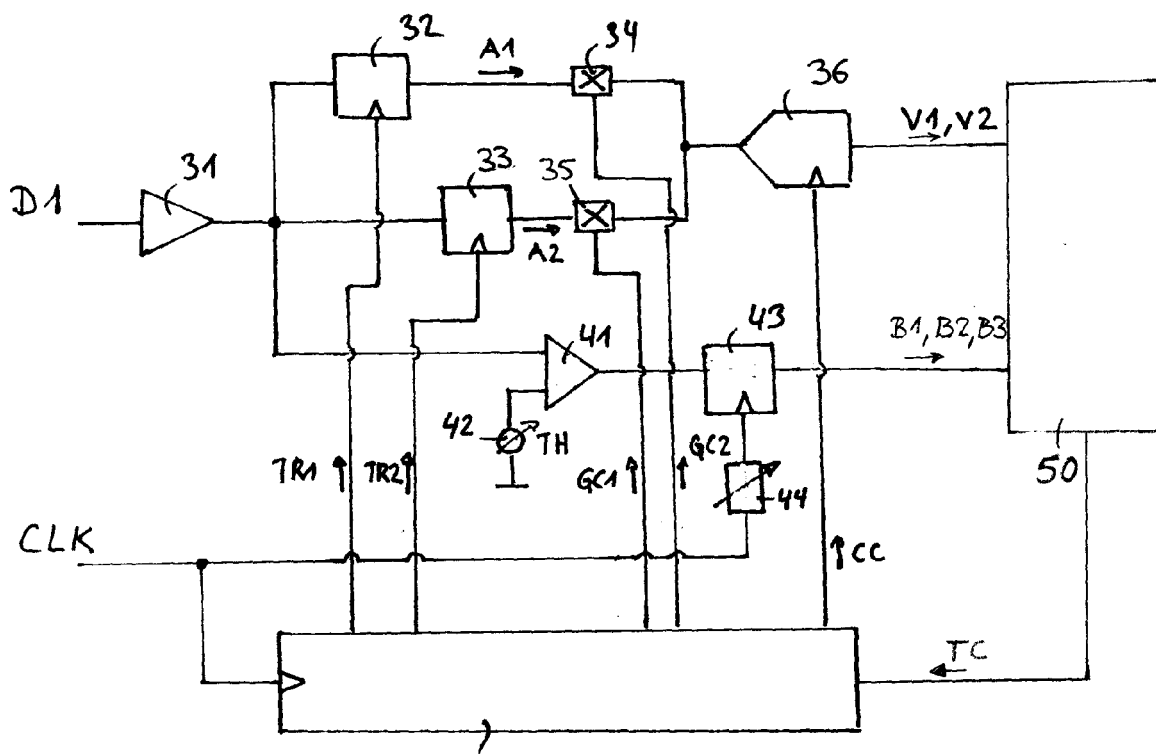 32
A1
34
36
V1, V2
31
33
35
D1
A2
41
43
B1, B2, B3
42
TH
TR1
TR2
GC1
GC2
44
50
CLK
CC
TC